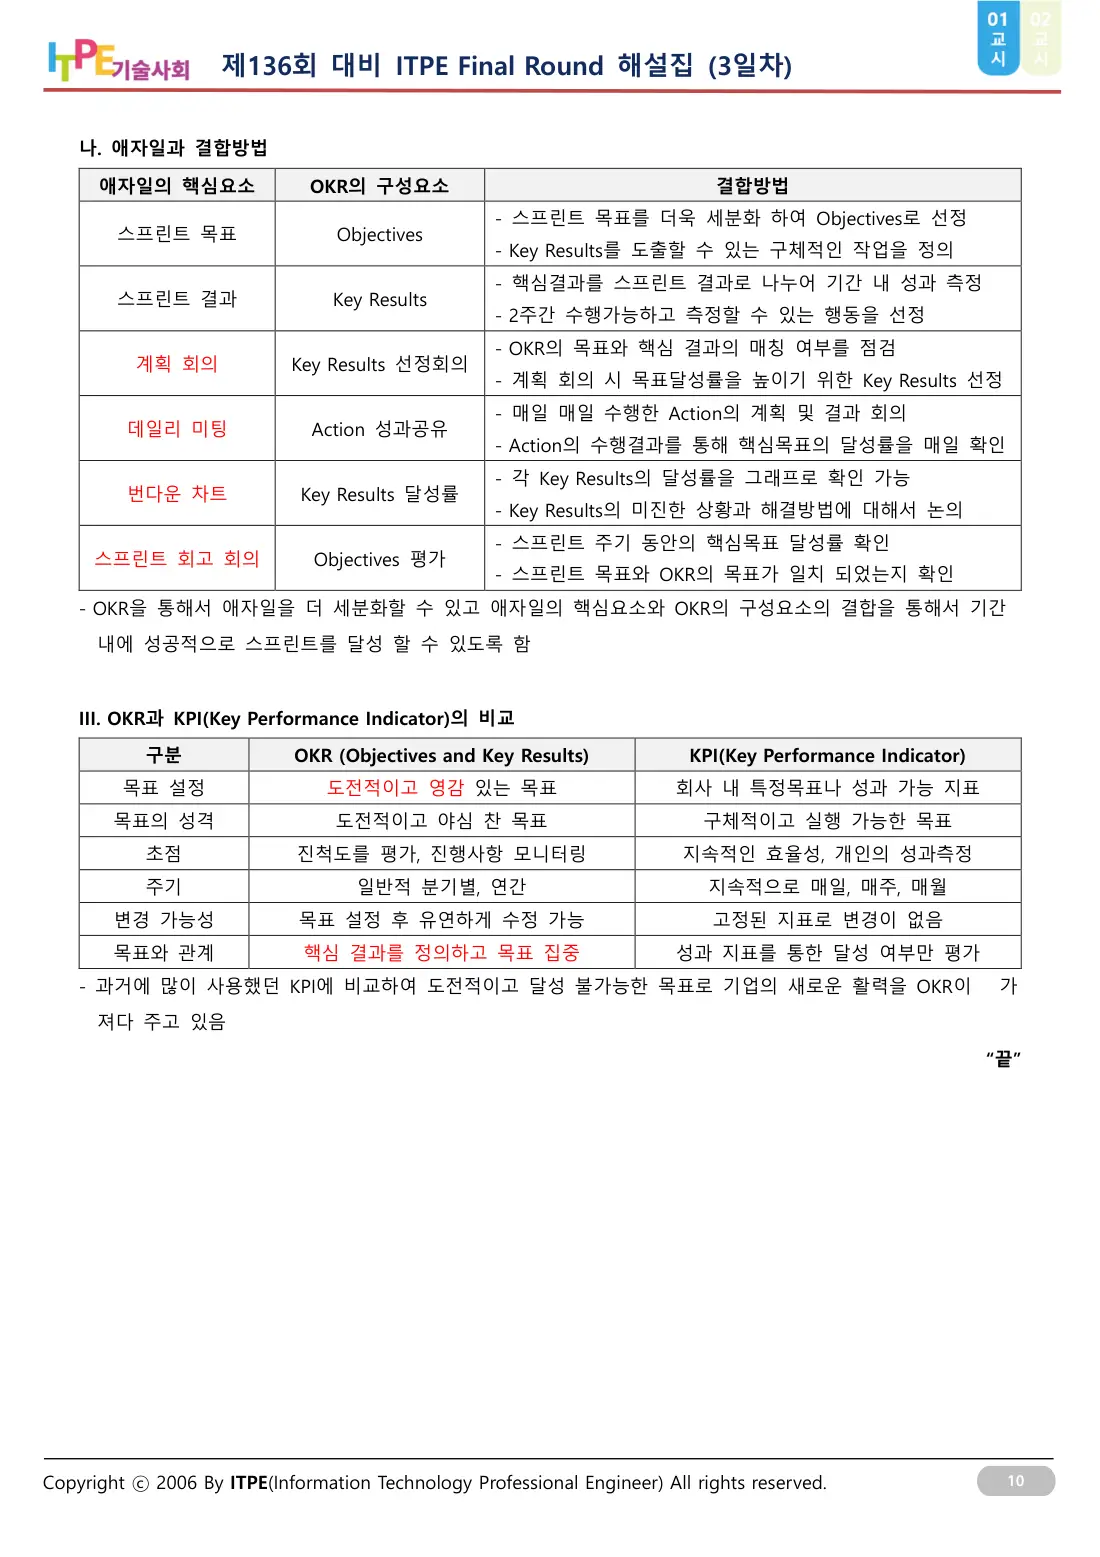 ITPE기술사회 제136회 대비 ITPE Final Round 해설집 (3일차)
01 교시
02 교시
나. 애자일과 결합방법
애자일의 핵심요소 OKR의 구성요소 결합방법
스프린트 목표 Objectives
- 스프린트 목표를 더욱 세분화 하여 Objectives로 선정
- Key Results를 도출할 수 있는 구체적인 작업을 정의
스프린트 결과 Key Results
- 핵심결과를 스프린트 결과로 나누어 기간 내 성과 측정
- 2주간 수행가능하고 측정할 수 있는 행동을 선정
계획 회의 Key Results 선정회의
- OKR의 목표와 핵심 결과의 매칭 여부를 점검
- 계획 회의 시 목표달성률을 높이기 위한 Key Results 선정
데일리 미팅 Action 성과공유
- 매일 매일 수행한 Action의 계획 및 결과 회의
- Action의 수행결과를 통해 핵심목표의 달성률을 매일 확인
번다운 차트 Key Results 달성률
- 각 Key Results의 달성률을 그래프로 확인 가능
- Key Results의 미진한 상황과 해결방법에 대해서 논의
스프린트 회고 회의 Objectives 평가
- 스프린트 주기 동안의 핵심목표 달성률 확인
- 스프린트 목표와 OKR의 목표가 일치 되었는지 확인
- OKR을 통해서 애자일을 더 세분화할 수 있고 애자일의 핵심요소와 OKR의 구성요소의 결합을 통해서 기간
내에 성공적으로 스프린트를 달성 할 수 있도록 함
III. OKR과 KPI(Key Performance Indicator)의 비교
구분 OKR (Objectives and Key Results) KPI(Key Performance Indicator)
목표 설정 도전적이고 영감 있는 목표 회사 내 특정목표나 성과 가능 지표
목표의 성격 도전적이고 야심 찬 목표 구체적이고 실행 가능한 목표
초점 진척도를 평가, 진행사항 모니터링 지속적인 효율성, 개인의 성과측정
주기 일반적 분기별, 연간 지속적으로 매일, 매주, 매월
변경 가능성 목표 설정 후 유연하게 수정 가능 고정된 지표로 변경이 없음
목표와 관계 핵심 결과를 정의하고 목표 집중 성과 지표를 통한 달성 여부만 평가
- 과거에 많이 사용했던 KPI에 비교하여 도전적이고 달성 불가능한 목표로 기업의 새로운 활력을 OKR이 가
져다 주고 있음
“끝”
Copyright ⓒ 2006 By ITPE(Information Technology Professional Engineer) All rights reserved.
10